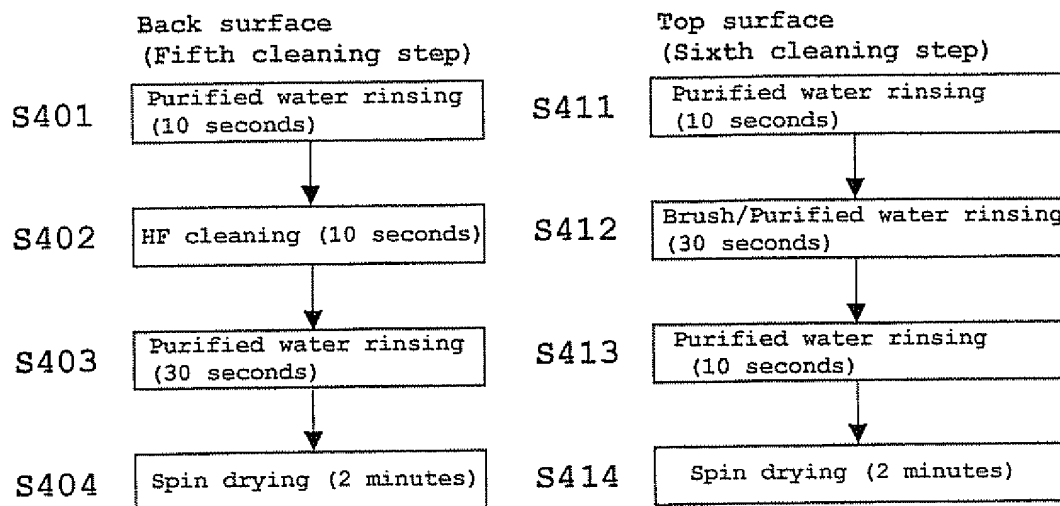 Back surface
(Fifth cleaning step)
S401
Purified water rinsing
(10 seconds)
S402
HF cleaning (10 seconds)
S403
Purified water rinsing
(30 seconds)
S404
Spin drying (2 minutes)
Top surface
(Sixth cleaning step)
S411
Purified water rinsing
(10 seconds)
S412
Brush/Purified water rinsing
(30 seconds)
S413
Purified water rinsing
(10 seconds)
S414
Spin drying (2 minutes)